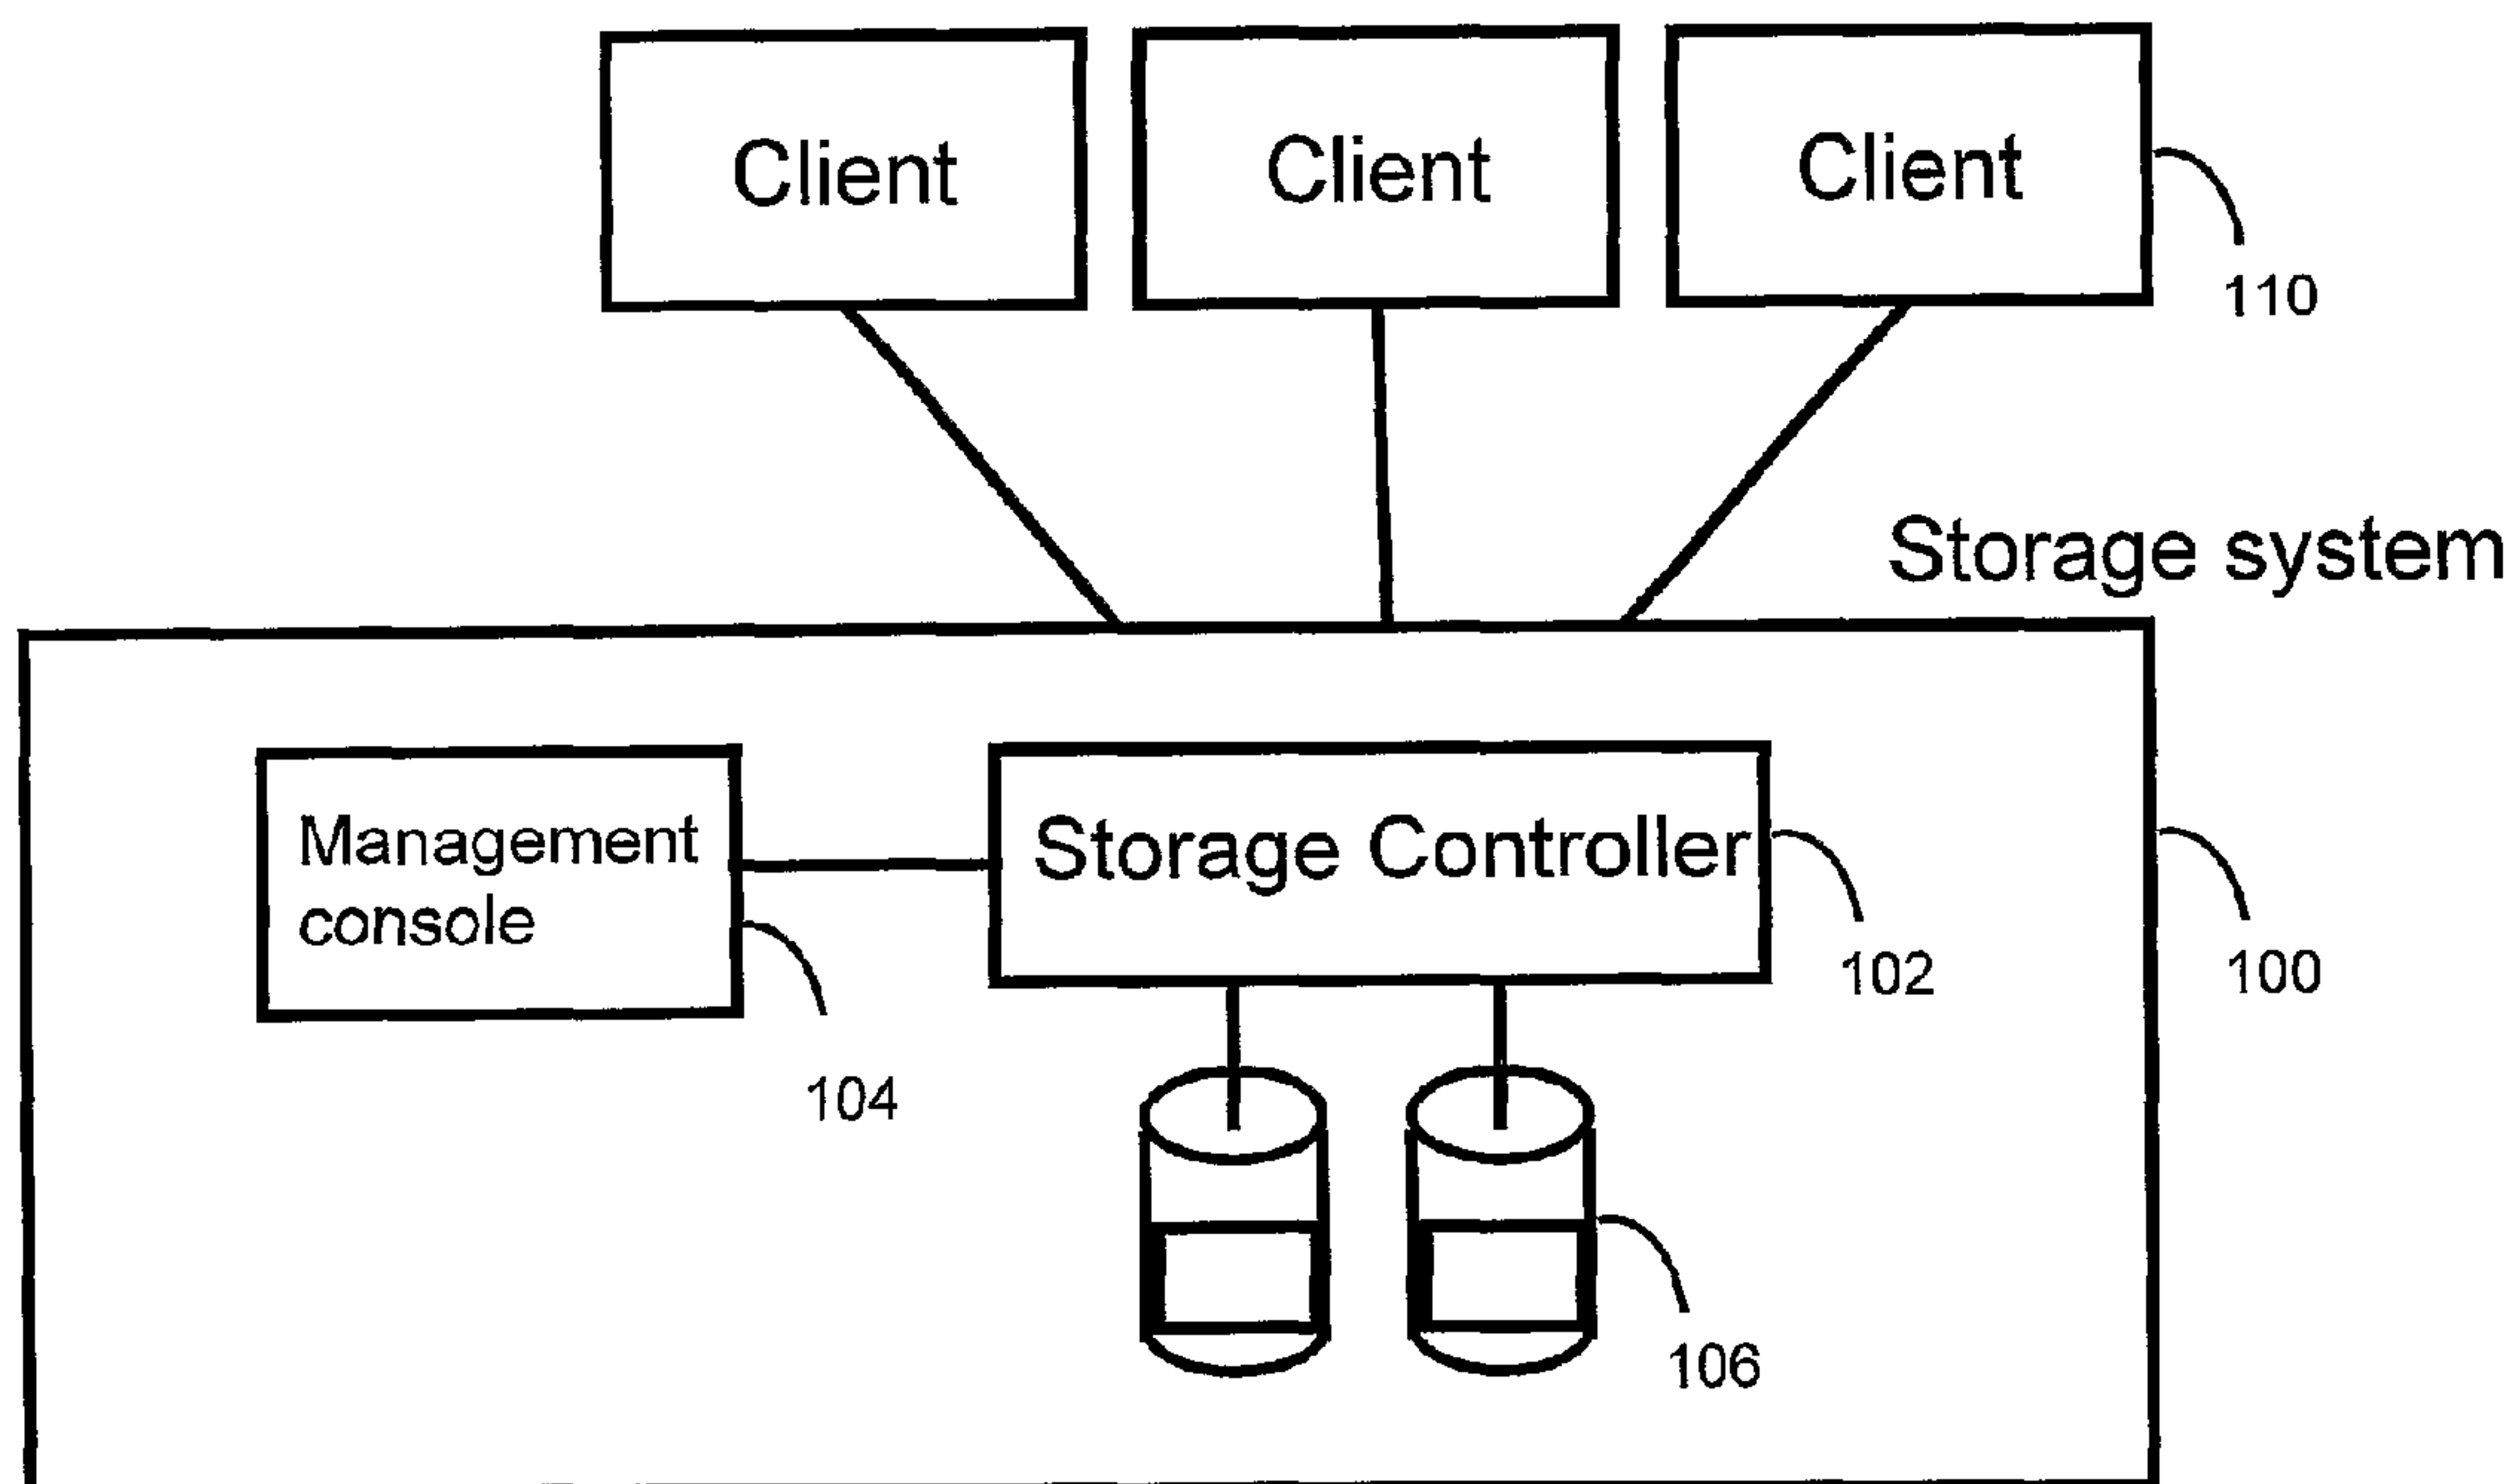 Client
Client
Client
110
Storage system
Management
console
Storage Controller
102
100
104
106